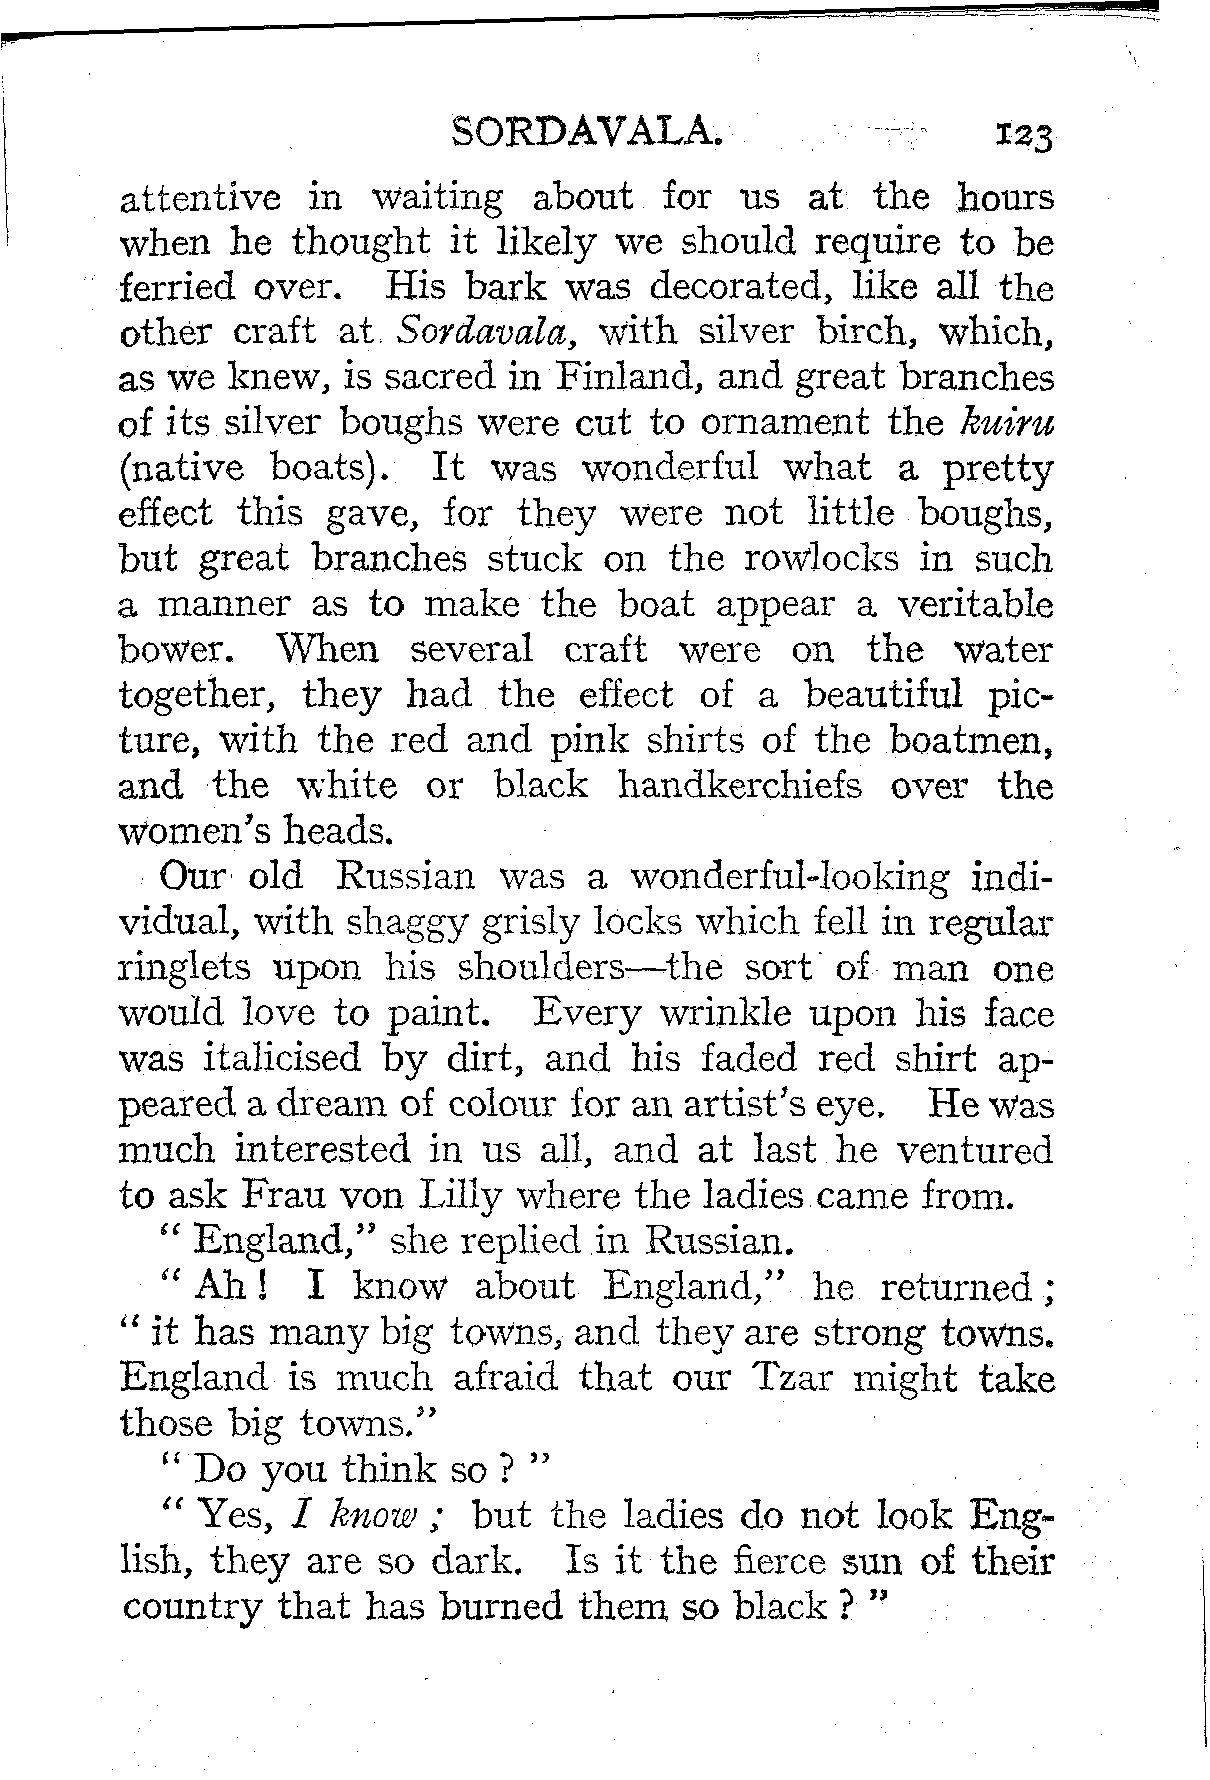 SORDAVALA. 123
attentive in waiting about for us at the hours
when he thought it likely we should require to be
ferried over. His bark was decorated, like all the
other craft at Sordavala, with silver birch, which,
as we knew, is sacred in Finland, and great branches
of its silver boughs were cut to ornament the kuiru
(native boats). It was wonderful what a pretty
effect this gave, for they were not little boughs,
but great branches stuck on the rowlocks in such
a manner as to make the boat appear a veritable
bower. When several craft were on the water
together, they had the effect of a beautiful pic-
ture, with the red and pink shirts of the boatmen,
and the white or black handkerchiefs over the
women's heads.
Our old Russian was a wonderful-looking indi-
vidual, with shaggy grisly locks which fell in regular
ringlets upon his shoulders—the sort of man one
would love to paint. Every wrinkle upon his face
was italicised by dirt, and his faded red shirt ap-
peared a dream of colour for an artist's eye. He was
much interested in us all, and at last he ventured
to ask Frau von Lilly where the ladies came from.
" England," she replied in Russian.
" Ah ! I know about England," he returned ;
" it has many big towns, and they are strong towns.
England is much afraid that our Tzar might take
those big towns."
" Do you think so ? "
" Yes, I know ; but the ladies do not look Eng-
lish, they are so dark. Is it the fierce sun of their
country that has burned them so black ? "